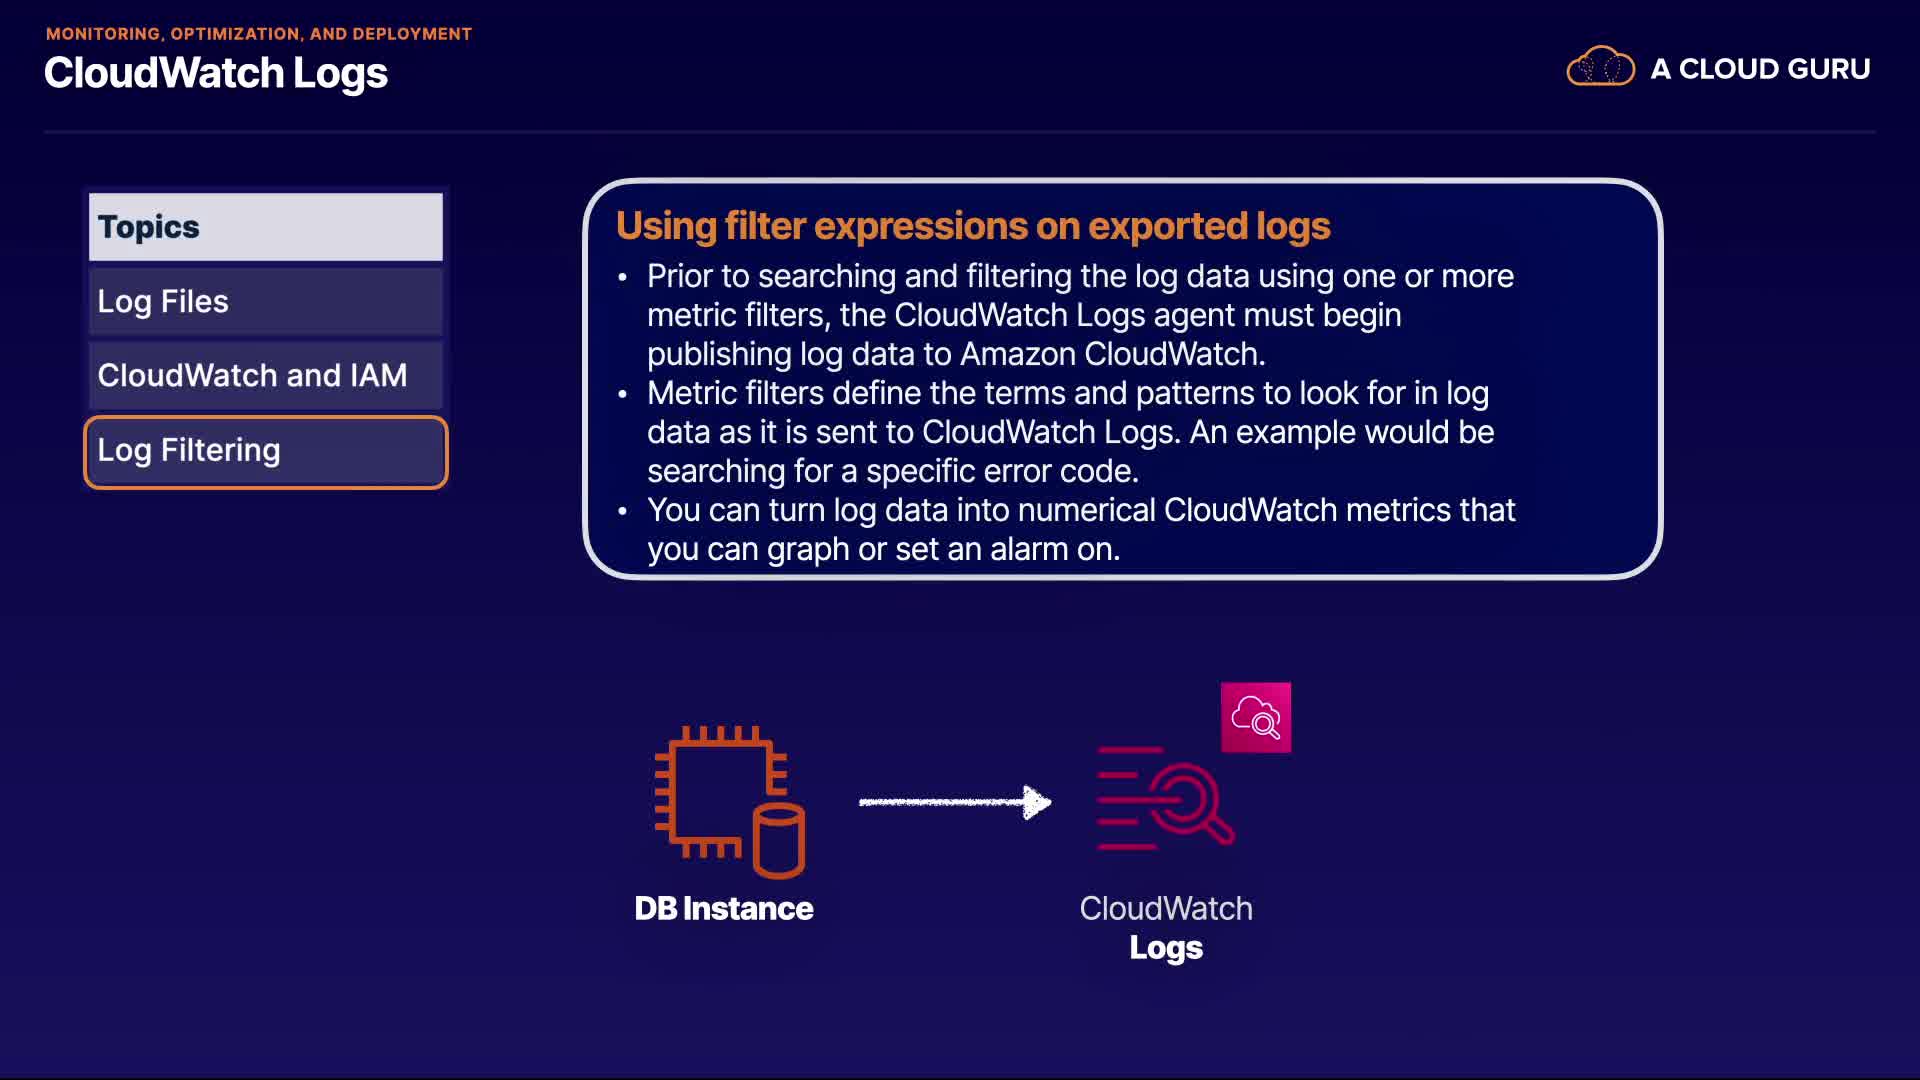 MONITORING, OPTIMIZATION, AND DEPLOYMENT
CloudWatch Logs
A CLOUD GURU
Topics
Log Files
CloudWatch and IAM
Log Filtering
Using filter expressions on exported logs
• Prior to searching and filtering the log data using one or more
metric filters, the CloudWatch Logs agent must begin
publishing log data to Amazon CloudWatch.
• Metric filters define the terms and patterns to look for in log
data as it is sent to CloudWatch Logs. An example would be
searching for a specific error code.
• You can turn log data into numerical CloudWatch metrics that
you can graph or set an alarm on.
DB Instance
CloudWatch
Logs